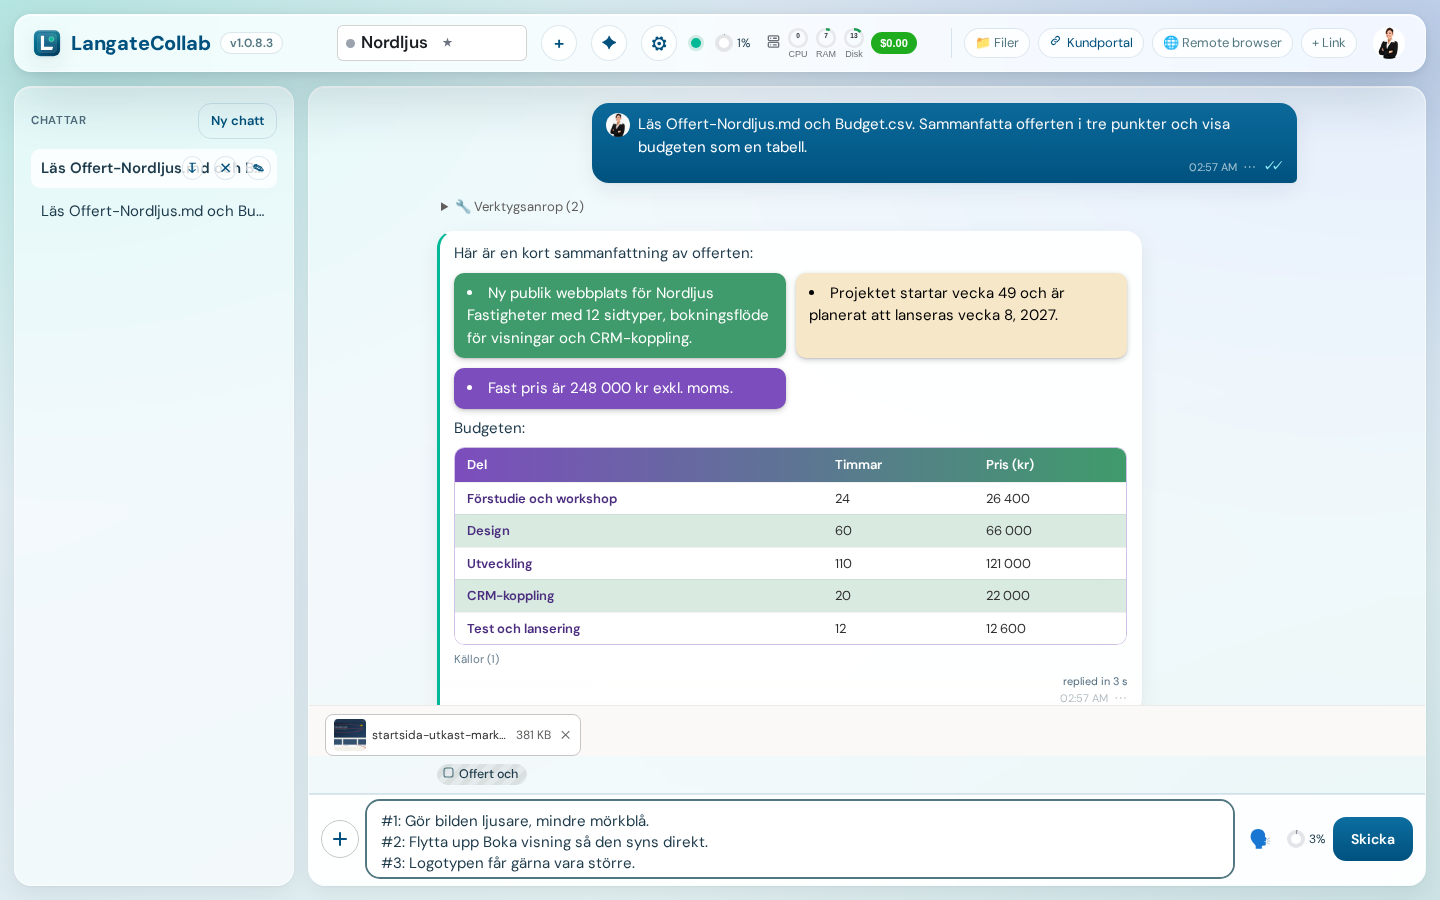 LangateCollab
v1.0.8.3
Nordljus ★
1%
0
CPU
7
RAM
13
Disk
$0.00
Filer
Kundportal
Remote browser
+ Link
CHATTAR
Ny chatt
Läs Offert-Nordljus.md och B
Läs Offert-Nordljus.md och Bu...
Läs Offert-Nordljus.md och Budget.csv. Sammanfatta offerten i tre punkter och visa
budgeten som en tabell.
02:57 AM ···
Verktygsanrop (2)
Här är en kort sammanfattning av offerten:
• Ny publik webbplats för Nordljus
Fastigheter med 12 sidtyper, bokningsflöde
för visningar och CRM-koppling.
• Projektet startar vecka 49 och är
planerat att lanseras vecka 8, 2027.
• Fast pris är 248 000 kr exkl. moms.
Budgeten:
Del Timmar Pris (kr)
Förstudie och workshop 24 26 400
Design 60 66 000
Utveckling 110 121 000
CRM-koppling 20 22 000
Test och lansering 12 12 600
Källor (1)
replied in 3 s
02:57 AM ···
startsida-utkast-mark... 381 KB
Offert och
#1: Gör bilden ljusare, mindre mörkblå.
#2: Flytta upp Boka visning så den syns direkt.
#3: Logotypen får gärna vara större.
3%
Skicka